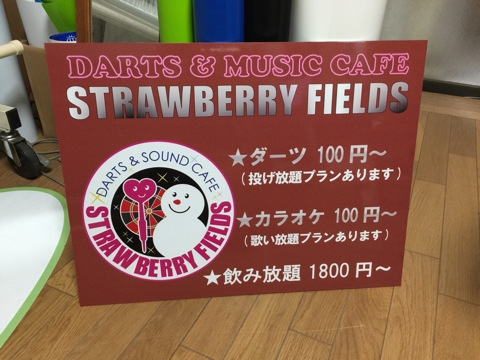 DARTS & MUSIC CAFE
STRAWBERRY FIELDS
DARTS & SOUND CAFE
STRAWBERRY FIELDS
★ダーツ 100円～
(投げ放題プランあります)
★カラオケ 100円～
(歌い放題プランあります)
★飲み放題 1800円～